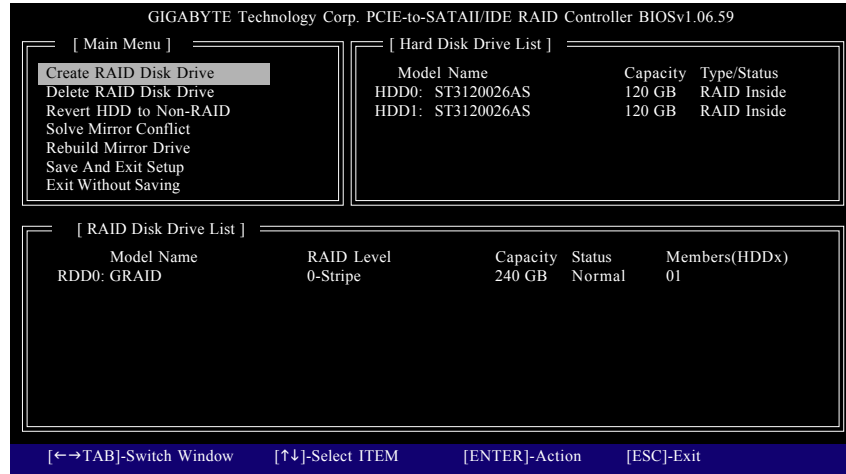 GIGABYTE Technology Corp. PCIE-to-SATAII/IDE RAID Controller BIOSv1.06.59
[ Main Menu ]
Create RAID Disk Drive
Delete RAID Disk Drive
Revert HDD to Non-RAID
Solve Mirror Conflict
Rebuild Mirror Drive
Save And Exit Setup
Exit Without Saving
[ Hard Disk Drive List ]
Model Name Capacity Type/Status
HDD0: ST3120026AS 120 GB RAID Inside
HDD1: ST3120026AS 120 GB RAID Inside
[ RAID Disk Drive List ]
Model Name RAID Level Capacity Status Members(HDDx)
RDD0: GRAID 0-Stripe 240 GB Normal 01
[←→TAB]-Switch Window [↑↓]-Select ITEM [ENTER]-Action [ESC]-Exit